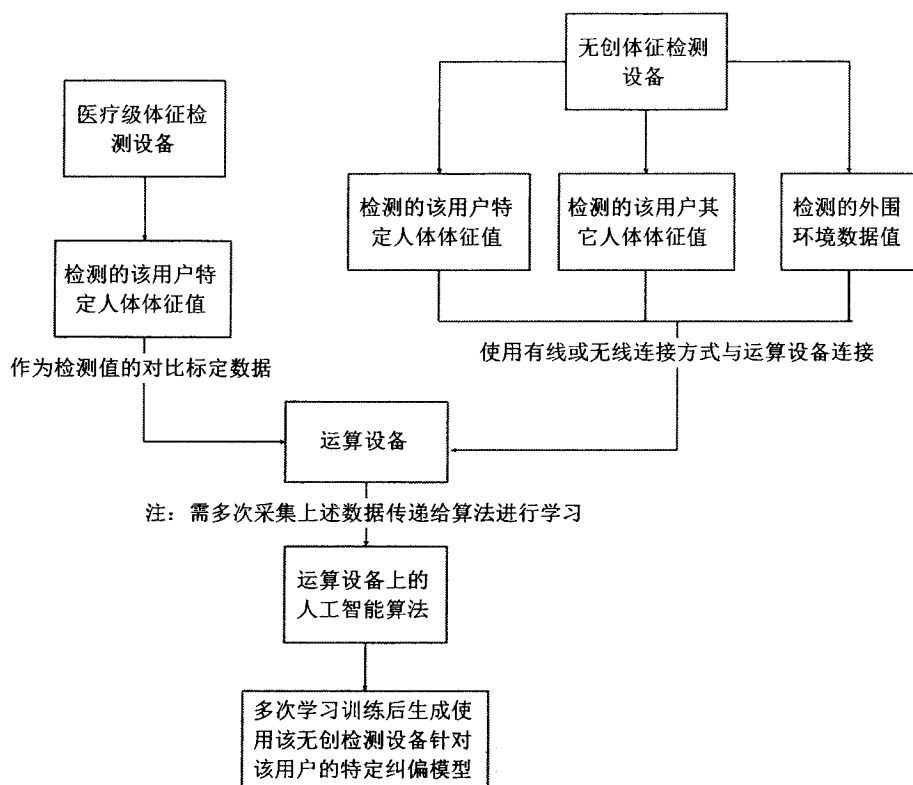 无创体征检测
设备
医疗级体征检
测设备
检测的该用户特
定人体体征值
检测的该用户其
它人体体征值
检测的外围
环境数据值
检测的该用户特
定人体体征值
作为检测值的对比标定数据
使用有线或无线连接方式与运算设备连接
运算设备
注：需多次采集上述数据传递给算法进行学习
运算设备上的
人工智能算法
多次学习训练后生成使
用该无创检测设备针对
该用户的特定纠偏模型